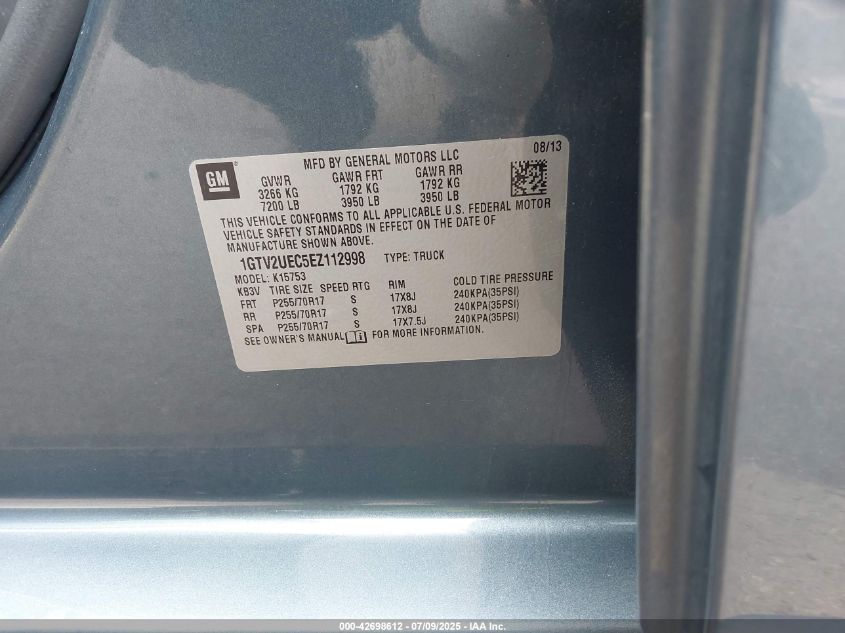 GM
MFD BY GENERAL MOTORS LLC 08/13
GVWR GAWR FRT GAWR RR
3266 KG 1792 KG 1792 KG
7200 LB 3950 LB 3950 LB
THIS VEHICLE CONFORMS TO ALL APPLICABLE U.S. FEDERAL MOTOR
VEHICLE SAFETY STANDARDS IN EFFECT ON THE DATE OF
MANUFACTURE SHOWN ABOVE.
1GTV2UEC5EZ112998 TYPE: TRUCK
MODEL: K15753
KB3V TIRE SIZE SPEED RTG RIM COLD TIRE PRESSURE
FRT P255/70R17 S 17X8J 240KPA(35PSI)
RR P255/70R17 S 17X8J 240KPA(35PSI)
SPA P255/70R17 S 17X7.5J 240KPA(35PSI)
SEE OWNER'S MANUAL FOR MORE INFORMATION.
000-42698612 / 07/09/2025 - IAA Inc.